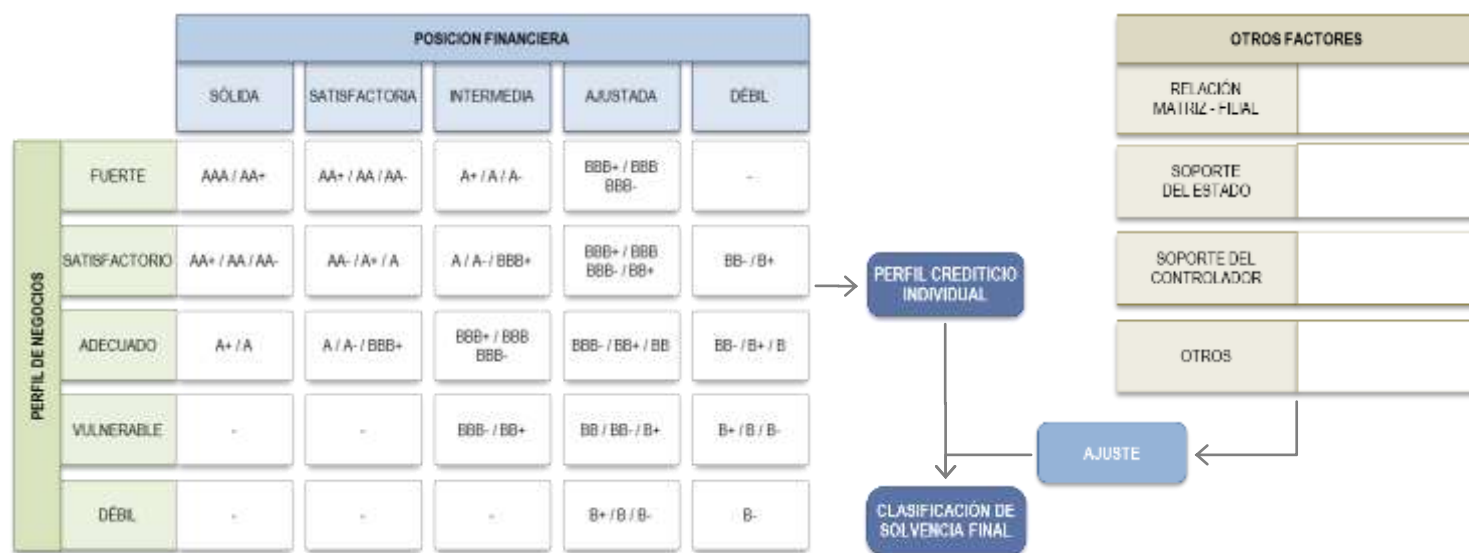 POSICION FINANCIERA
SÓLIDA SATISFACTORIA INTERMEDIA AJUSTADA DÉBIL
PERFIL DE NEGOCIOS
FUERTE AAA / AA+ AA+ / AA / AA- A+ / A / A- BBB+ / BBB
BBB- -
SATISFACTORIO AA+ / AA / AA- AA- / A+ / A A / A- / BBB+ BBB+ / BBB
BBB- / BB+ BB- / B+
ADECUADO A+ / A A / A- / BBB+ BBB+ / BBB
BBB- BBB- / BB+ / BB BB- / B+ / B
VULNERABLE - - BBB- / BB+ BB / BB- / B+ B+ / B / B-
DÉBIL - - - B+ / B / B- B-
PERFIL CREDITICIO
INDIVIDUAL
CLASIFICACIÓN DE
SOLVENCIA FINAL
AJUSTE
OTROS FACTORES
RELACIÓN
MATRIZ - FILIAL
SOPORTE
DEL ESTADO
SOPORTE DEL
CONTROLADOR
OTROS